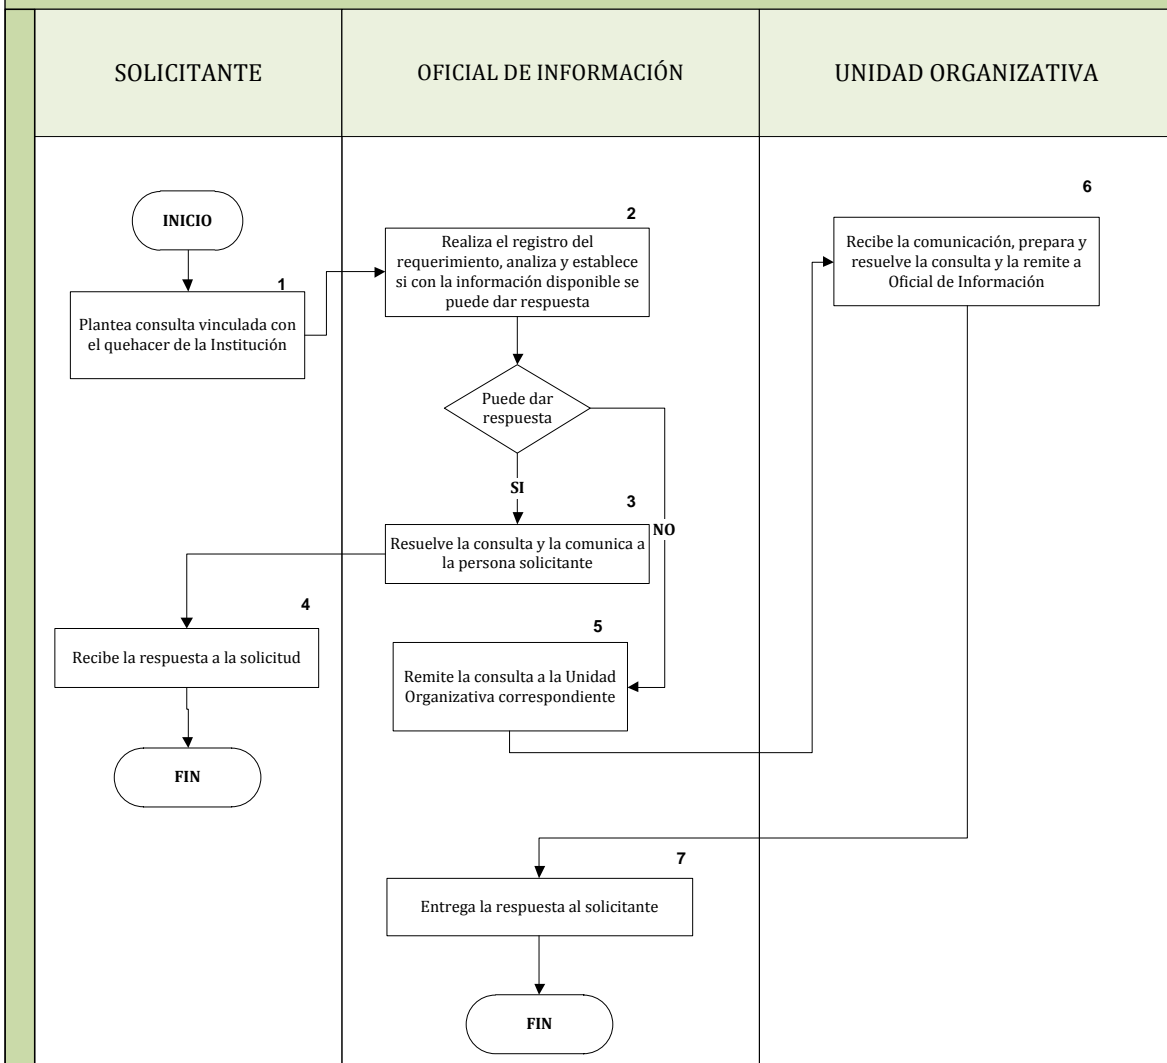 SOLICITANTE
OFICIAL DE INFORMACIÓN
UNIDAD ORGANIZATIVA
INICIO
1
Plantea consulta vinculada con
el quehacer de la Institución
2
Realiza el registro del
requerimiento, analiza y establece
si con la información disponible se
puede dar respuesta
Puede dar
respuesta
SI
NO
3
Resuelve la consulta y la comunica a
la persona solicitante
4
Recibe la respuesta a la solicitud
FIN
5
Remite la consulta a la Unidad
Organizativa correspondiente
6
Recibe la comunicación, prepara y
resuelve la consulta y la remite a
Oficial de Información
7
Entrega la respuesta al solicitante
FIN